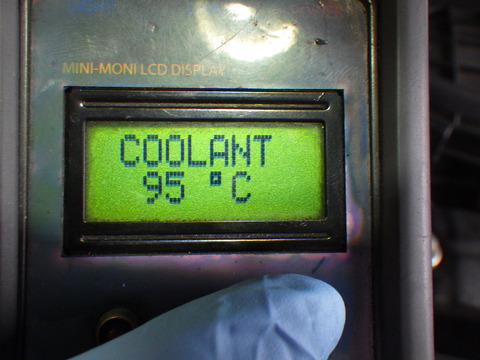 MINI-MONI LCD DISPLAY
COOLANT
95 °C